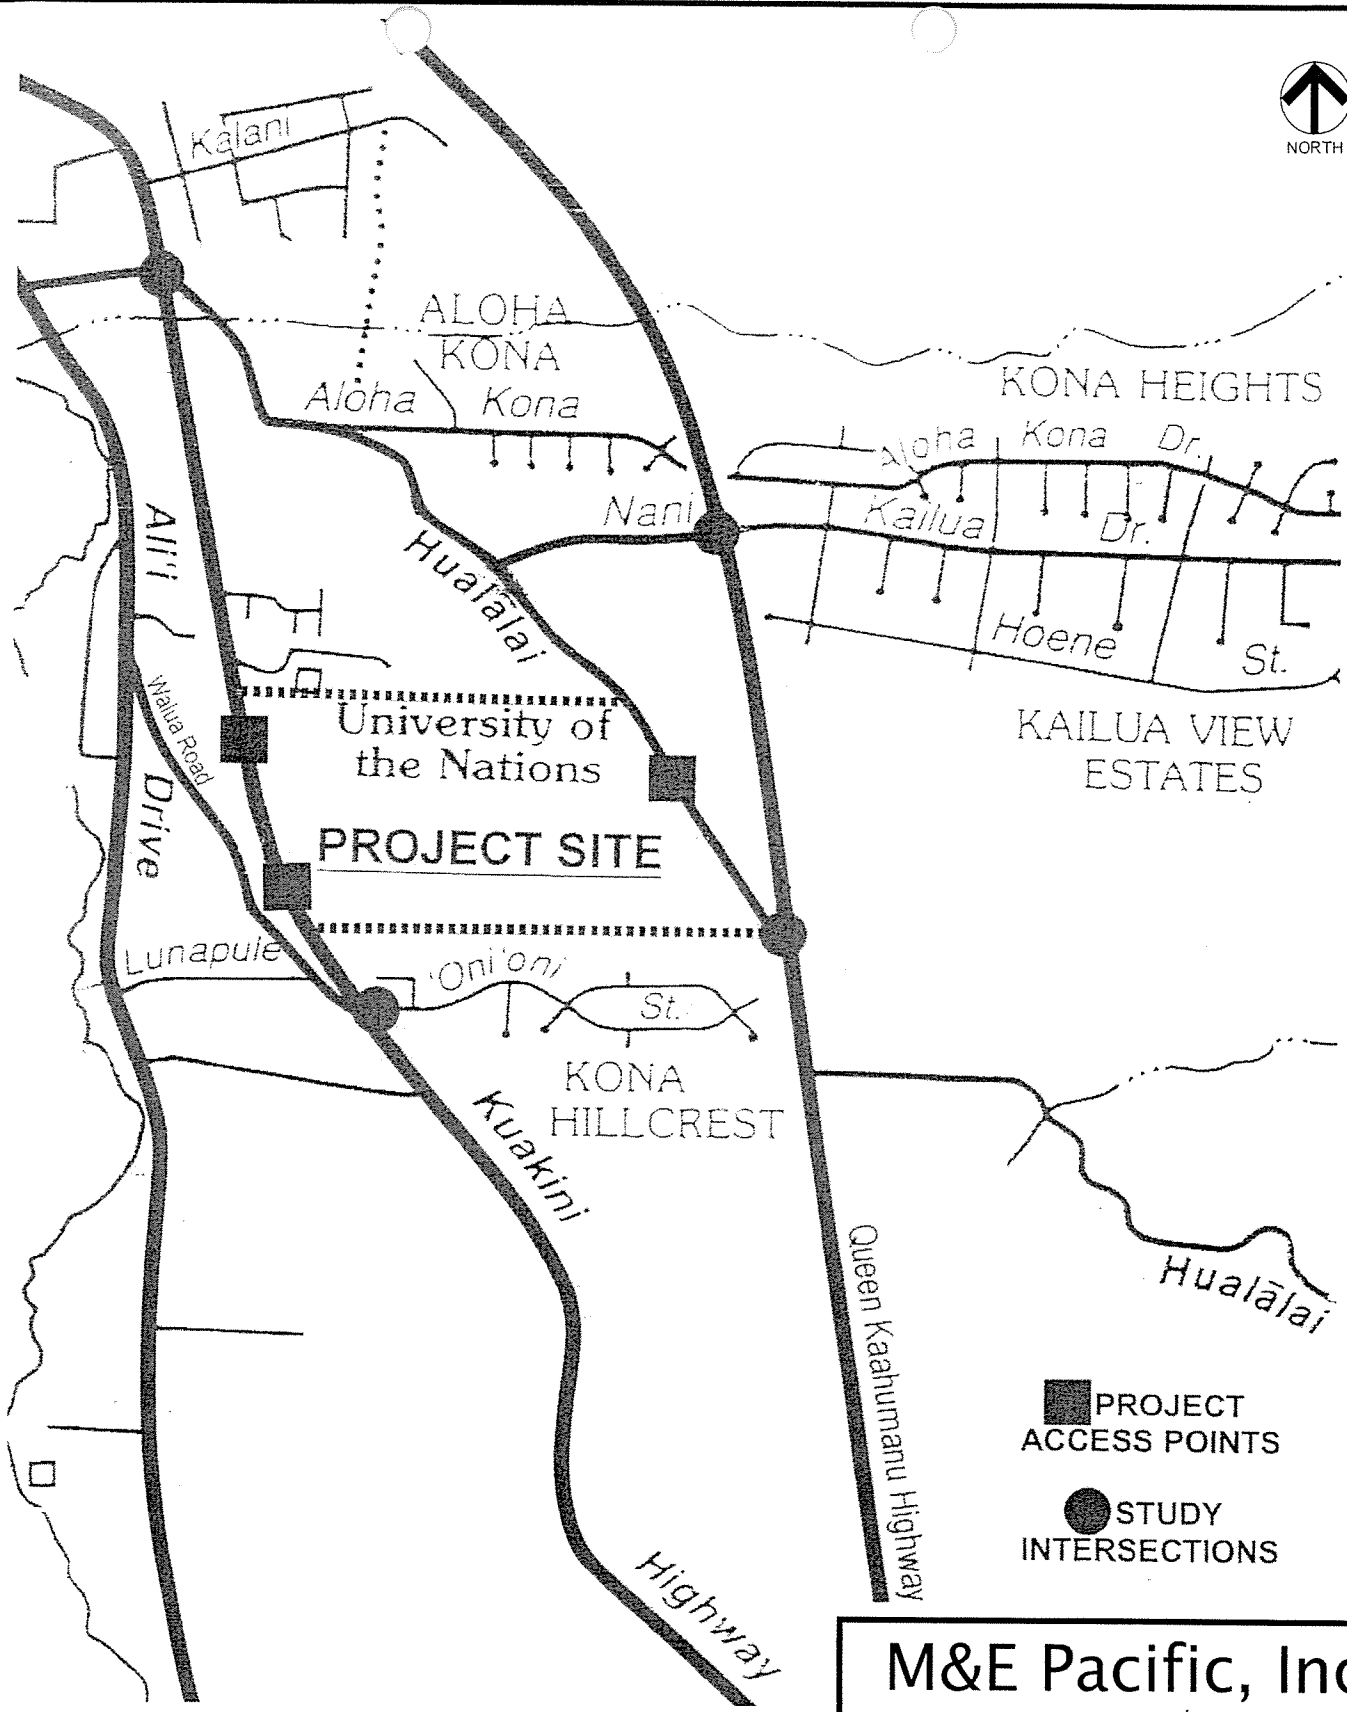 NORTH
Kalani
ALOHA
KONA
KONA HEIGHTS
Aloha Kona
Aloha Kona Dr.
Nani Kailua Dr.
Ali'i
Hualālai
Hoene St.
Walua Road
University of
the Nations
KAILUA VIEW
ESTATES
Drive
PROJECT SITE
Lunapule
'Oni'oni
St.
KONA
HILLCREST
Kuakini
Queen Kaahumanu Highway
Hualālai
PROJECT
ACCESS POINTS
STUDY
INTERSECTIONS
Highway
M&E Pacific, Inc